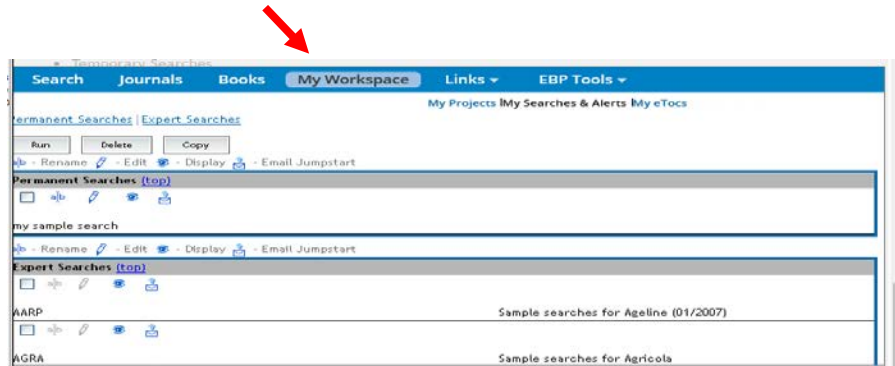 • Temporary Searches
Search Journals Books My Workspace Links EBP Tools
My Projects |My Searches & Alerts |My eTocs
ermanent Searches | Expert Searches
Run Delete Copy
a|b - Rename - Edit - Display - Email Jumpstart
Permanent Searches (top)
a|b
my sample search
a|b - Rename - Edit - Display - Email Jumpstart
Expert Searches (top)
a|b
AARP Sample searches for Ageline (01/2007)
a|b
AGRA Sample searches for Agricola